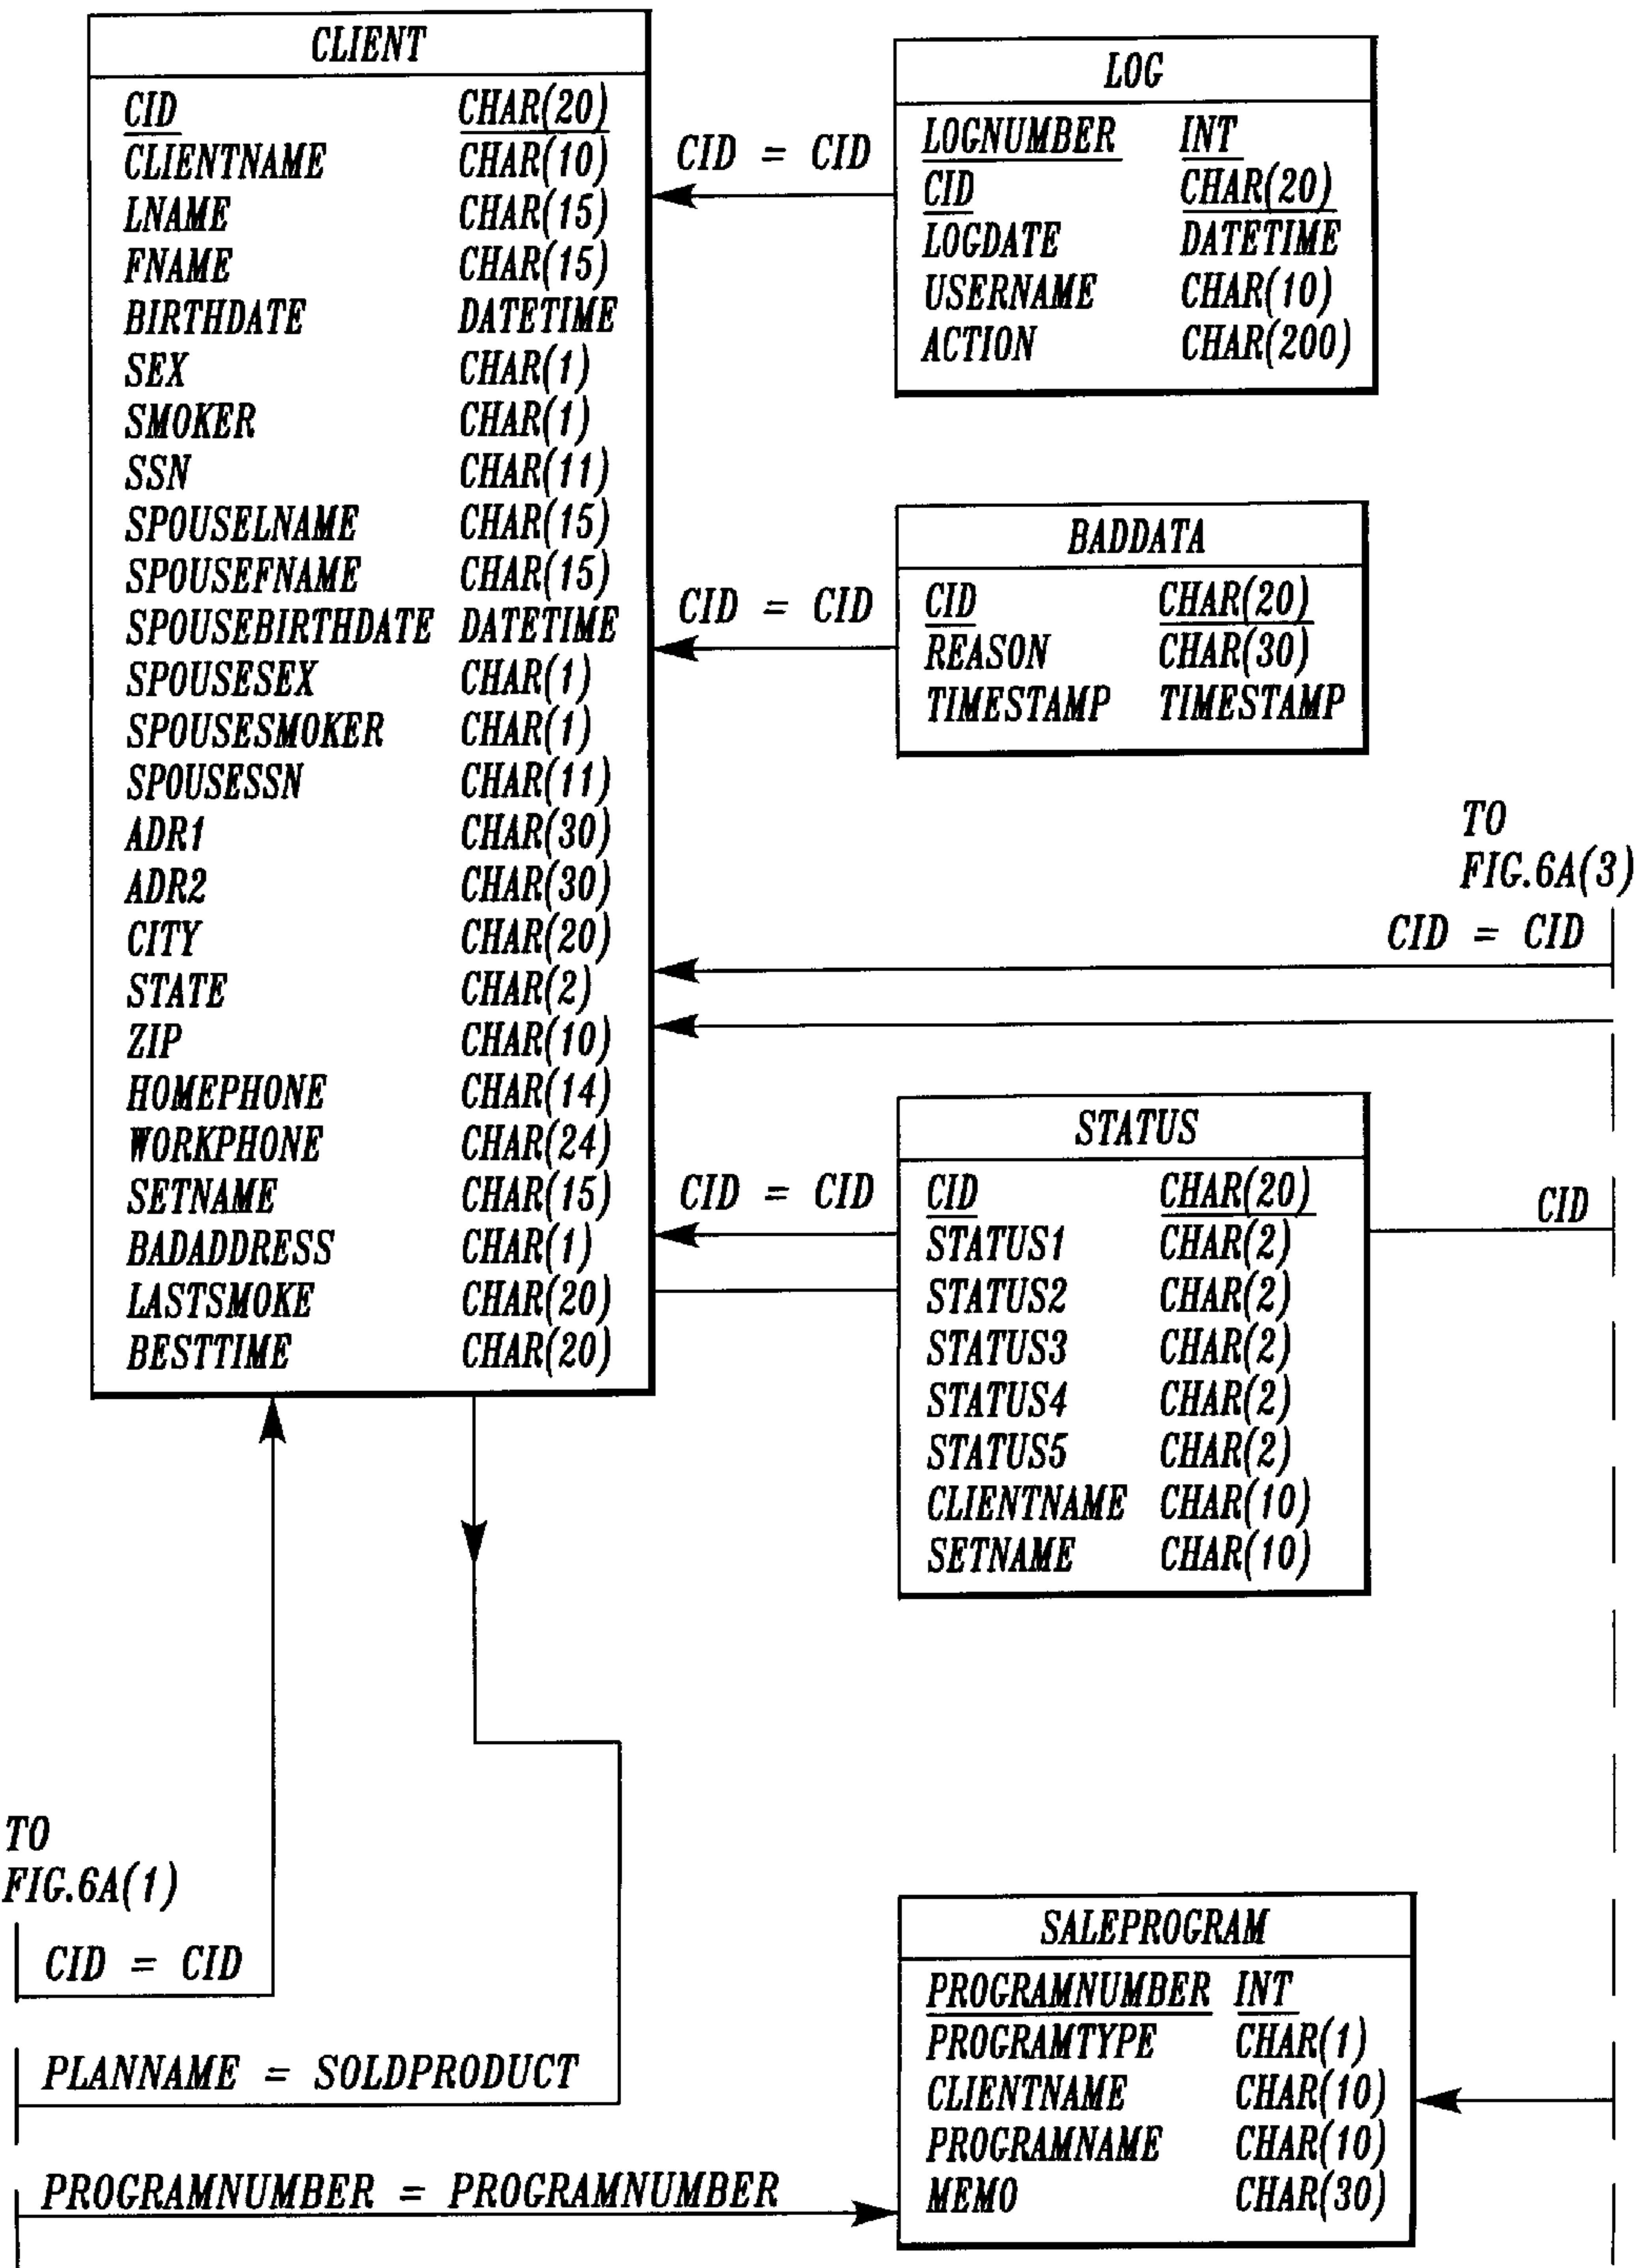 CLIENT
CID CHAR(20)
CLIENTNAME CHAR(10)
LNAME CHAR(15)
FNAME CHAR(15)
BIRTHDATE DATETIME
SEX CHAR(1)
SMOKER CHAR(1)
SSN CHAR(11)
SPOUSELNAME CHAR(15)
SPOUSEFNAME CHAR(15)
SPOUSEBIRTHDATE DATETIME
SPOUSESEX CHAR(1)
SPOUSESMOKER CHAR(1)
SPOUSESSN CHAR(11)
ADR1 CHAR(30)
ADR2 CHAR(30)
CITY CHAR(20)
STATE CHAR(2)
ZIP CHAR(10)
HOMEPHONE CHAR(14)
WORKPHONE CHAR(24)
SETNAME CHAR(15)
BADADDRESS CHAR(1)
LASTSMOKE CHAR(20)
BESTTIME CHAR(20)
CID = CID
LOG
LOGNUMBER INT
CID CHAR(20)
LOGDATE DATETIME
USERNAME CHAR(10)
ACTION CHAR(200)
CID = CID
BADDATA
CID CHAR(20)
REASON CHAR(30)
TIMESTAMP TIMESTAMP
TO
FIG.6A(3)
CID = CID
CID = CID
STATUS
CID CHAR(20)
STATUS1 CHAR(2)
STATUS2 CHAR(2)
STATUS3 CHAR(2)
STATUS4 CHAR(2)
STATUS5 CHAR(2)
CLIENTNAME CHAR(10)
SETNAME CHAR(10)
CID
TO
FIG.6A(1)
CID = CID
PLANNAME = SOLDPRODUCT
PROGRAMNUMBER = PROGRAMNUMBER
SALEPROGRAM
PROGRAMNUMBER INT
PROGRAMTYPE CHAR(1)
CLIENTNAME CHAR(10)
PROGRAMNAME CHAR(10)
MEMO CHAR(30)